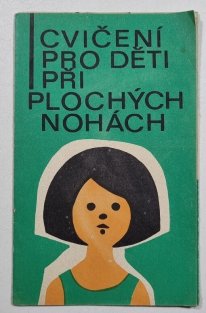 CVIČENÍ
PRO DĚTI
PŘI
PLOCHÝCH
NOHÁCH